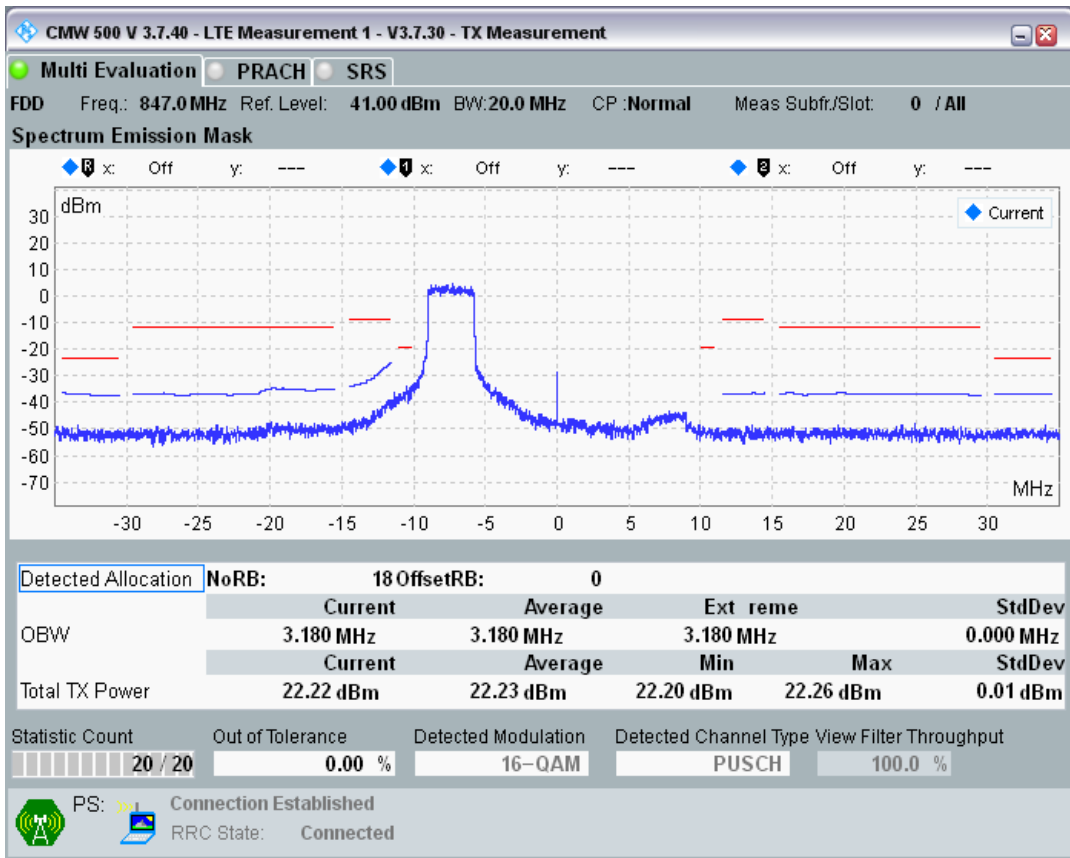 CMW 500 V 3.7.40 - LTE Measurement 1 - V3.7.30 - TX Measurement
Multi Evaluation PRACH SRS
FDD Freq.: 847.0 MHz Ref. Level: 41.00 dBm BW:20.0 MHz CP :Normal Meas Subfr./Slot: 0 / All
Spectrum Emission Mask
R x: Off y: --- 1 x: Off y: --- 2 x: Off y: ---
dBm
Current
30
20
10
0
-10
-20
-30
-40
-50
-60
-70
MHz
-30 -25 -20 -15 -10 -5 0 5 10 15 20 25 30
Detected Allocation NoRB: 18 OffsetRB: 0
Current Average Ext reme StdDev
OBW 3.180 MHz 3.180 MHz 3.180 MHz 0.000 MHz
Current Average Min Max StdDev
Total TX Power 22.22 dBm 22.23 dBm 22.20 dBm 22.26 dBm 0.01 dBm
Statistic Count Out of Tolerance Detected Modulation Detected Channel Type View Filter Throughput
20 / 20 0.00 % 16-QAM PUSCH 100.0 %
PS: Connection Established
RRC State: Connected